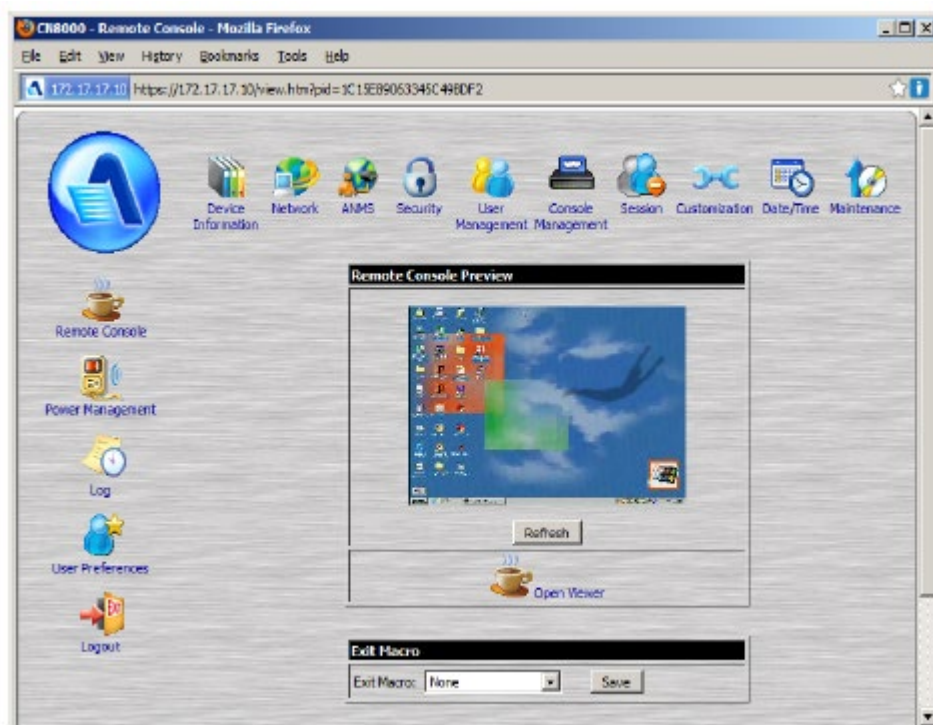 CN8000 - Remote Console - Mozilla Firefox
File Edit View History Bookmarks Tools Help
172.17.17.10 https://172.17.17.10/view.htm?pid=1C15EB9063345C498DF2
Device Information
Network
ANMS
Security
User Management
Console Management
Session
Customization
Date/Time
Maintenance
Remote Console
Power Management
Log
User Preferences
Logout
Remote Console Preview
Refresh
Open Viewer
Exit Macro
Exit Macro: None Save